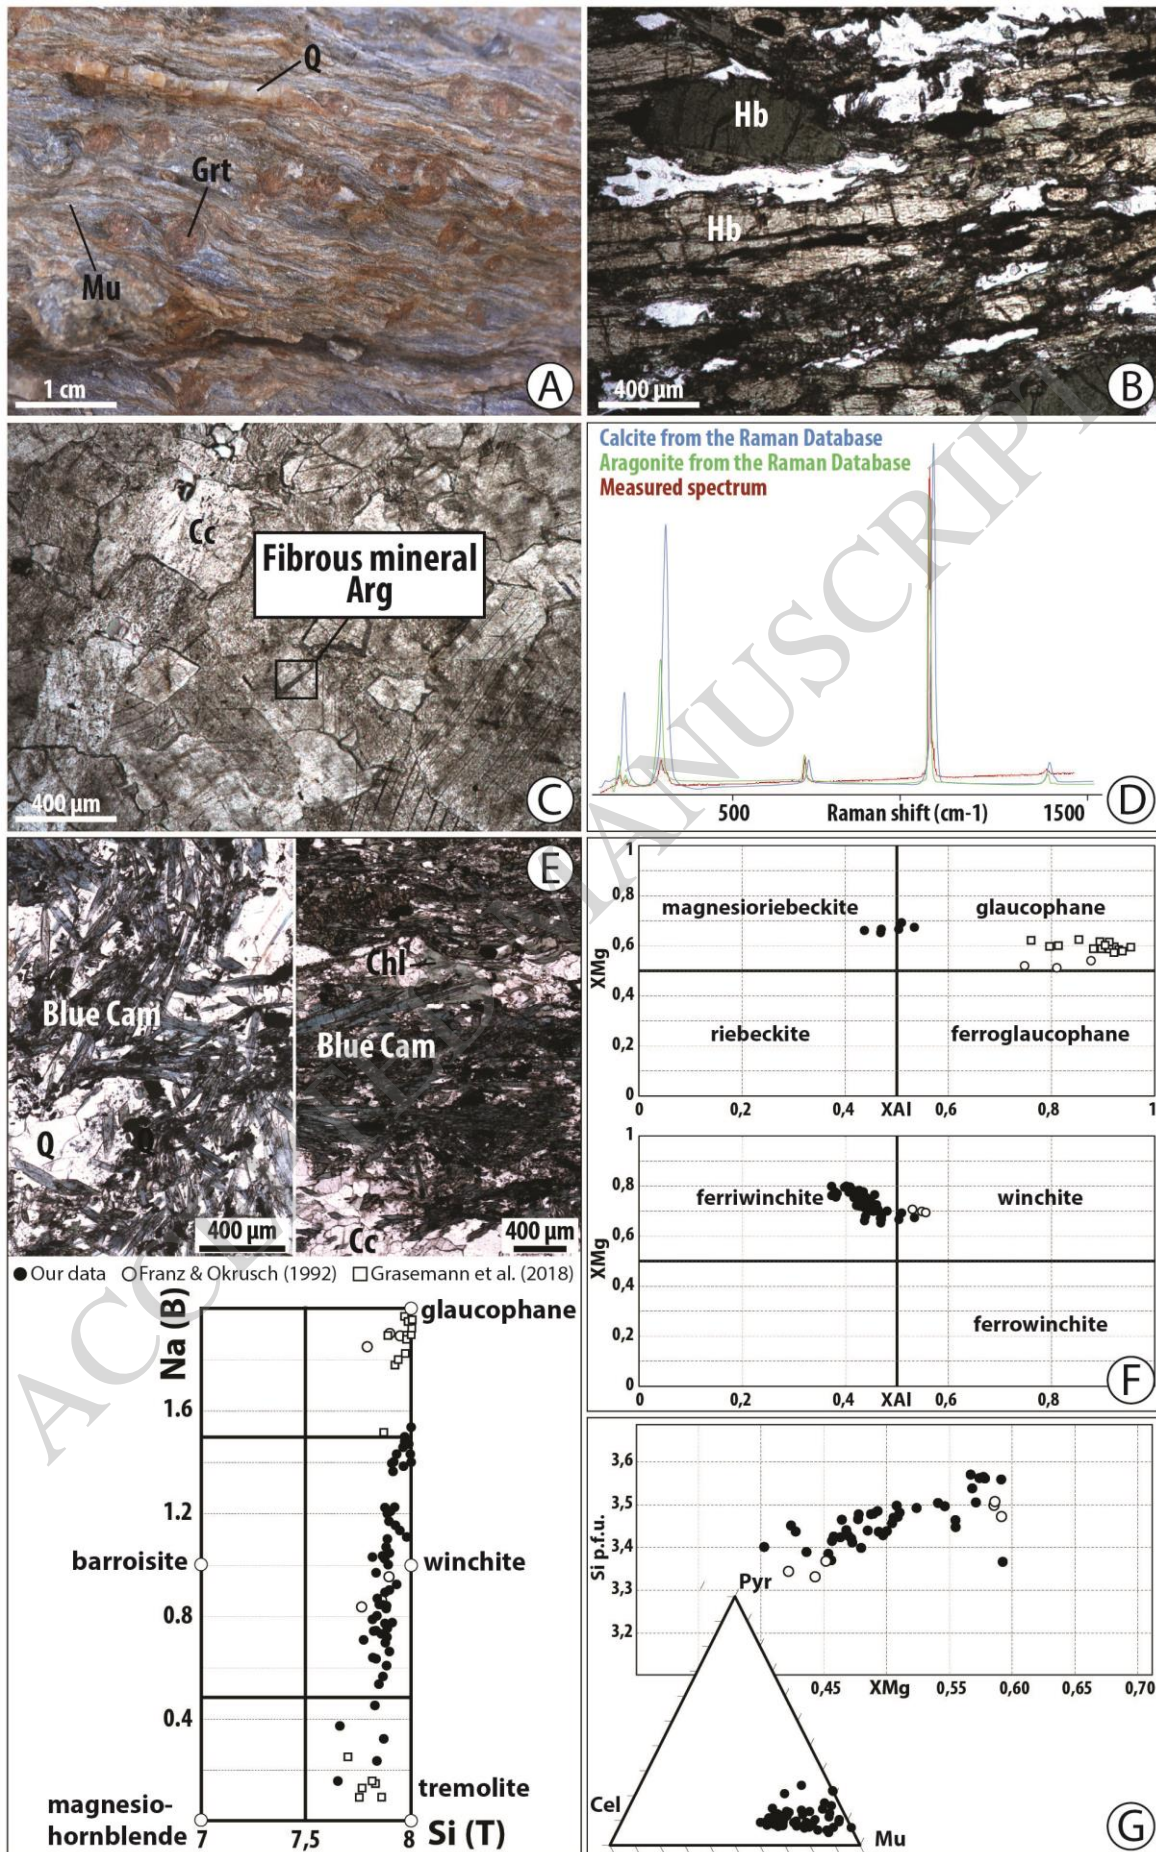 Q
Grt
Mu
1 cm
A
Hb
Hb
400 µm
B
Cc
Fibrous mineral
Arg
400 µm
C
Calcite from the Raman Database
Aragonite from the Raman Database
Measured spectrum
500
Raman shift (cm-1)
1500
D
Blue Cam
Q
Q
400 µm
Chl
Blue Cam
Cc
400 µm
E
1
0,8
0,6
0,4
0,2
0
XMg
magnesioriebeckite
glaucophane
riebeckite
ferroglaucophane
0
0,2
0,4
XAl
0,6
0,8
1
1
0,8
0,6
0,4
0,2
0
XMg
ferriwinchite
winchite
ferrowinchite
0
0,2
0,4
XAl
0,6
0,8
F
Our data Franz & Okrusch (1992) Grasemann et al. (2018)
Na (B)
glaucophane
1.6
1.2
barroisite
winchite
0.8
0.4
tremolite
magnesio-
hornblende
7
7,5
8
Si (T)
3,6
3,5
3,4
3,3
3,2
Si p.f.u.
0,45
XMg
0,55
0,60
0,65
0,70
Pyr
Cel
Mu
G
ACCEPTED MANUSCRIPT